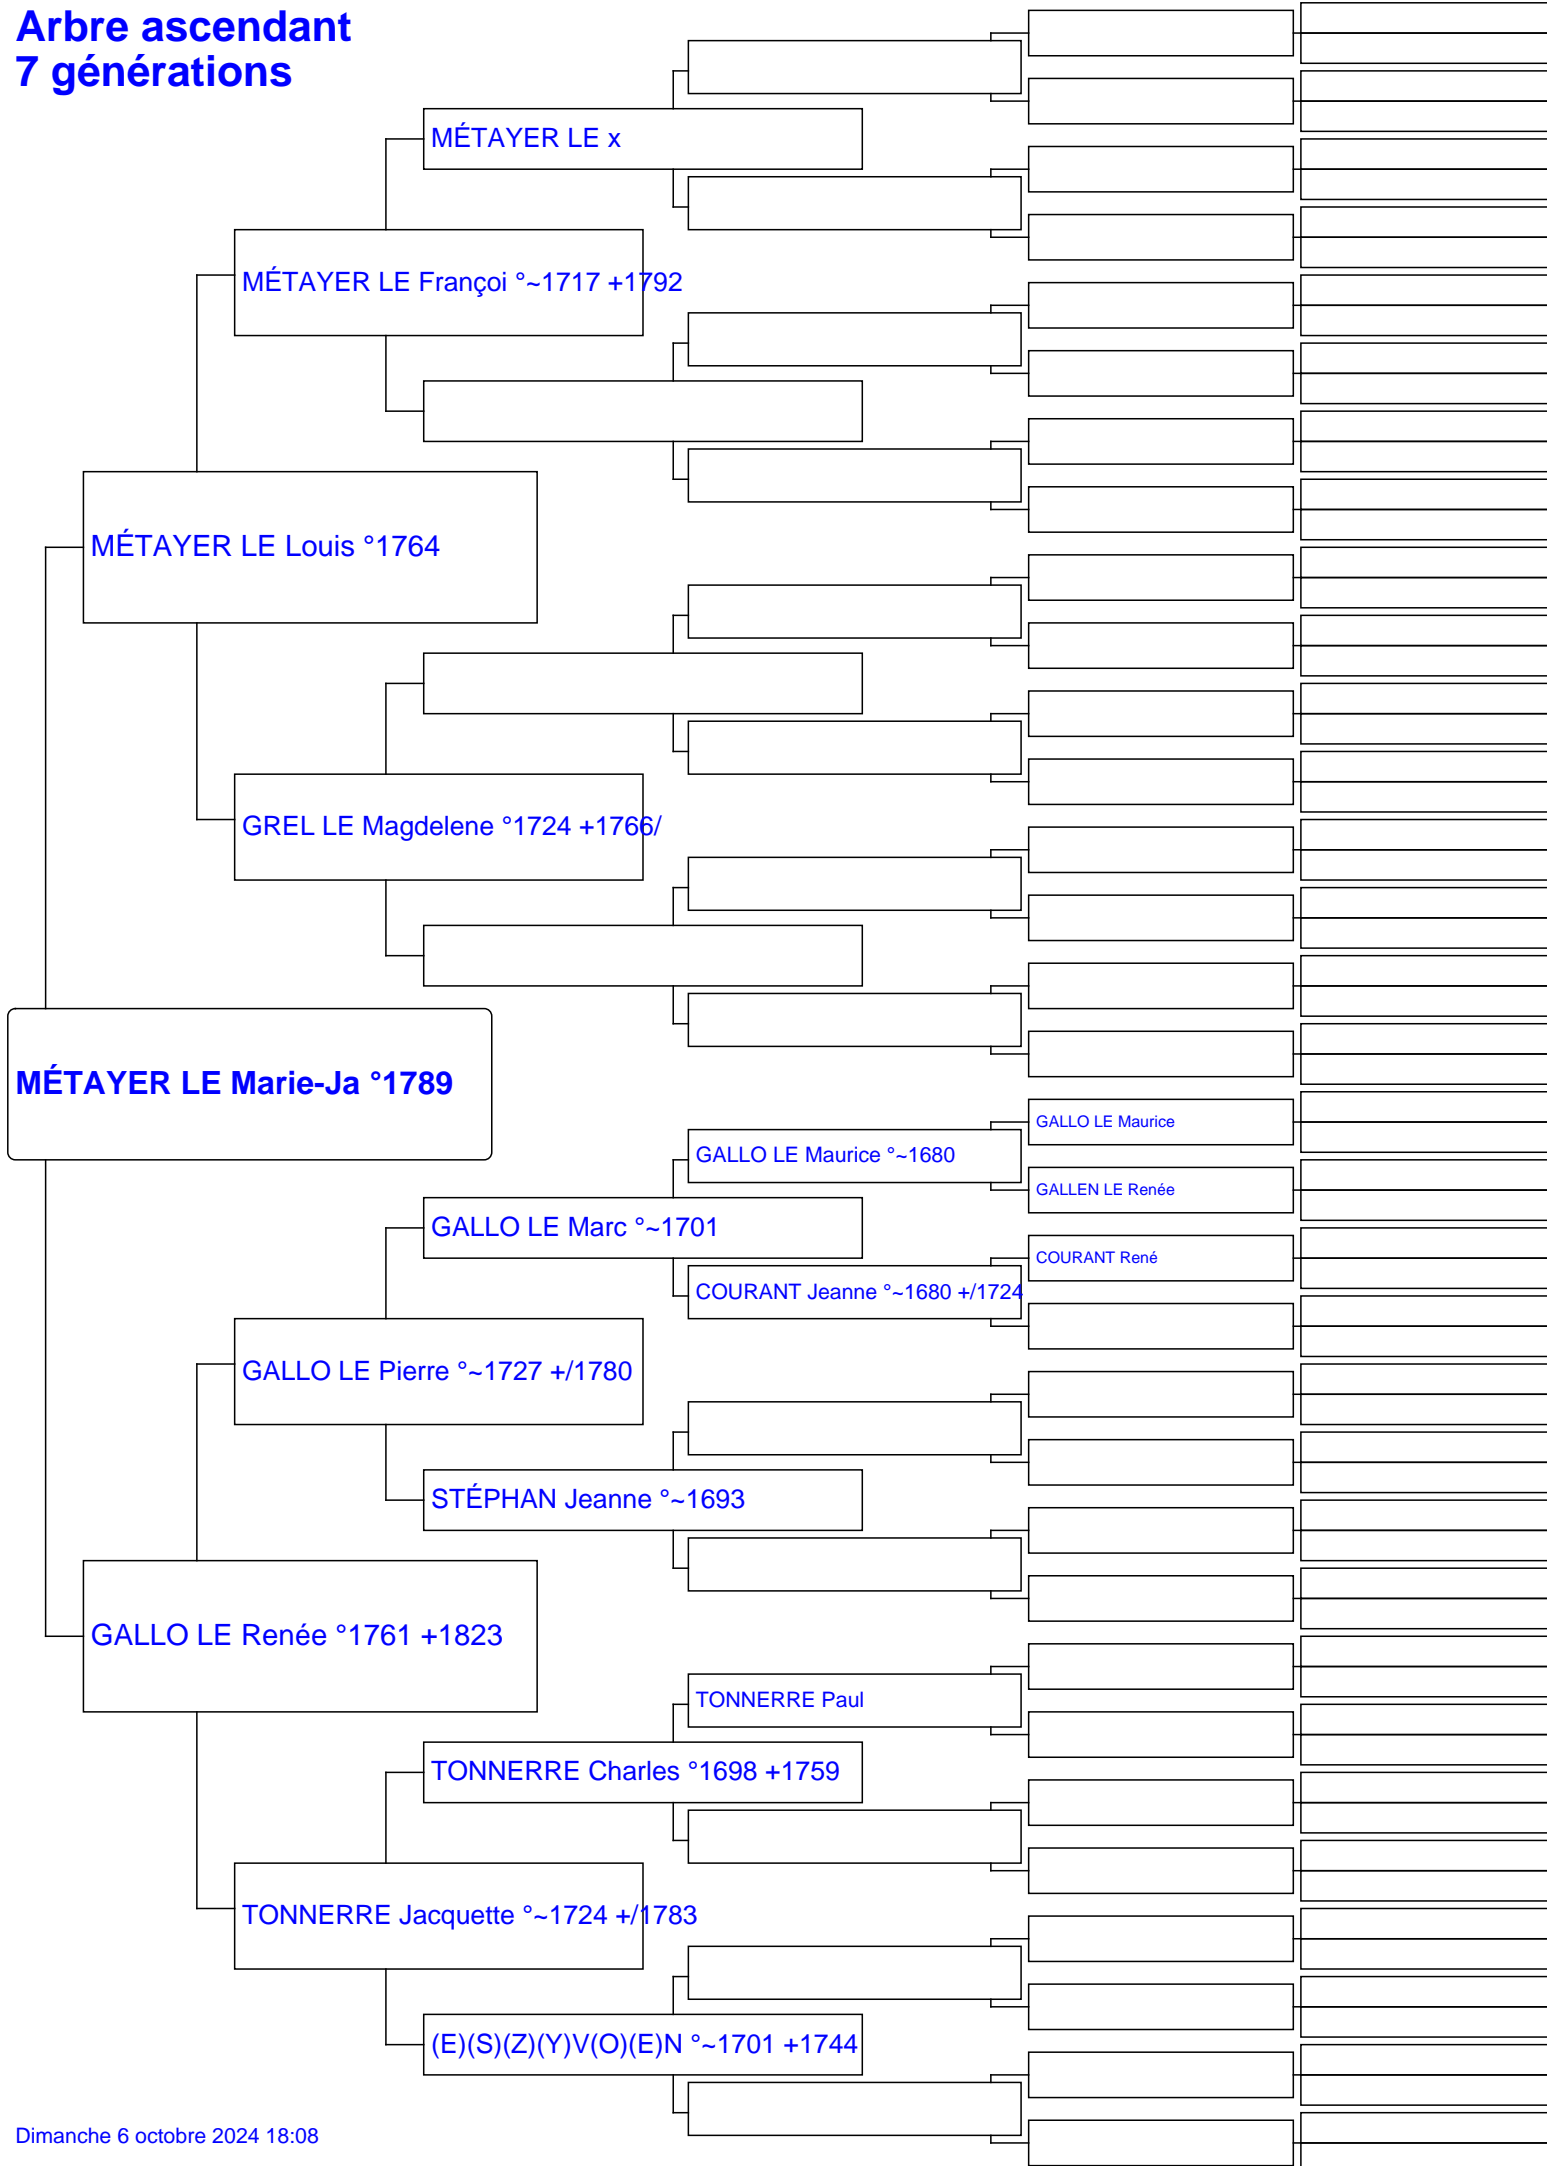 Arbre ascendant
7 générations
MÉTAYER LE x
MÉTAYER LE Françoi °~1717 +1792
MÉTAYER LE Louis °1764
GREL LE Magdelene °1724 +1766/
MÉTAYER LE Marie-Ja °1789
GALLO LE Maurice
GALLO LE Maurice °~1680
GALLEN LE Renée
GALLO LE Marc °~1701
COURANT René
COURANT Jeanne °~1680 +/1724
GALLO LE Pierre °~1727 +/1780
STÉPHAN Jeanne °~1693
GALLO LE Renée °1761 +1823
TONNERRE Paul
TONNERRE Charles °1698 +1759
TONNERRE Jacquette °~1724 +/1783
(E)(S)(Z)(Y)V(O)(E)N °~1701 +1744
Dimanche 6 octobre 2024 18:08